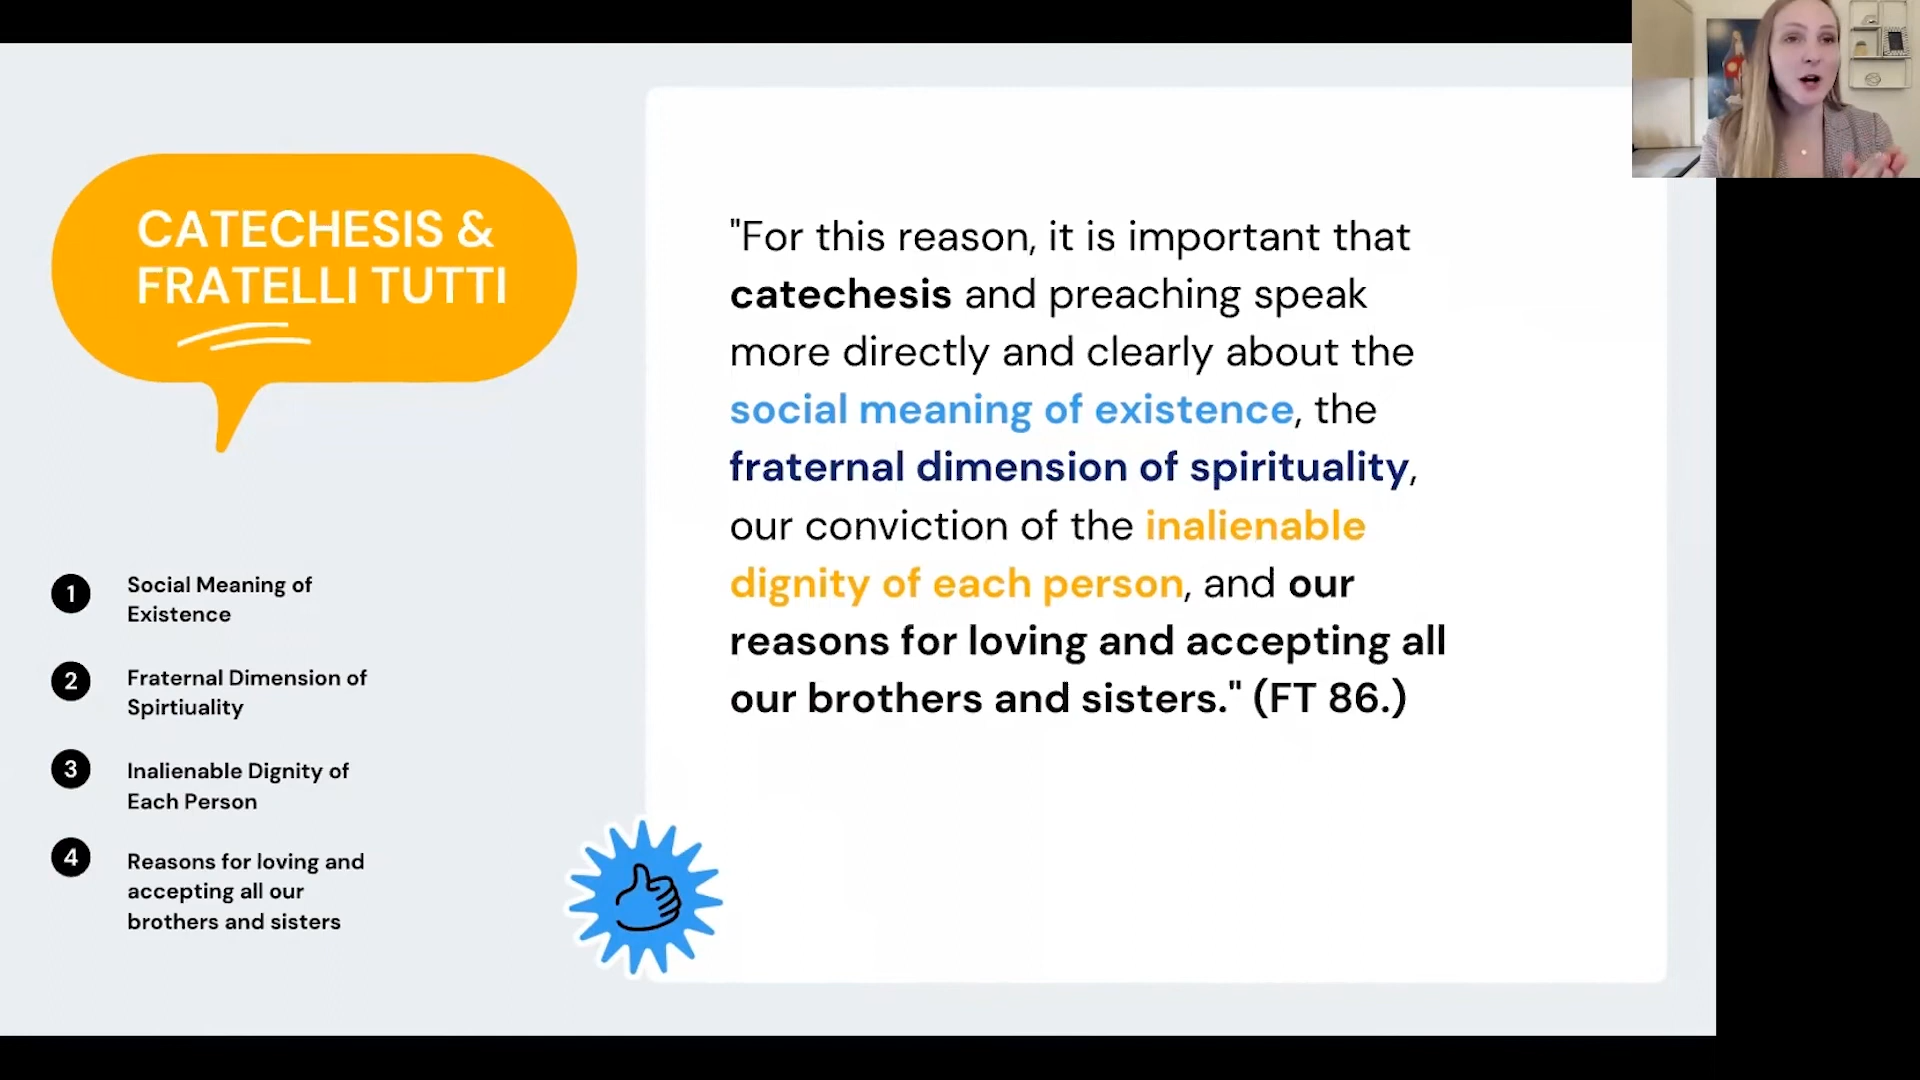 CATECHESIS &
FRATELLI TUTTI
1 Social Meaning of
Existence
2 Fraternal Dimension of
Spirtiuality
3 Inalienable Dignity of
Each Person
4 Reasons for loving and
accepting all our
brothers and sisters
"For this reason, it is important that
catechesis and preaching speak
more directly and clearly about the
social meaning of existence, the
fraternal dimension of spirituality,
our conviction of the inalienable
dignity of each person, and our
reasons for loving and accepting all
our brothers and sisters." (FT 86.)